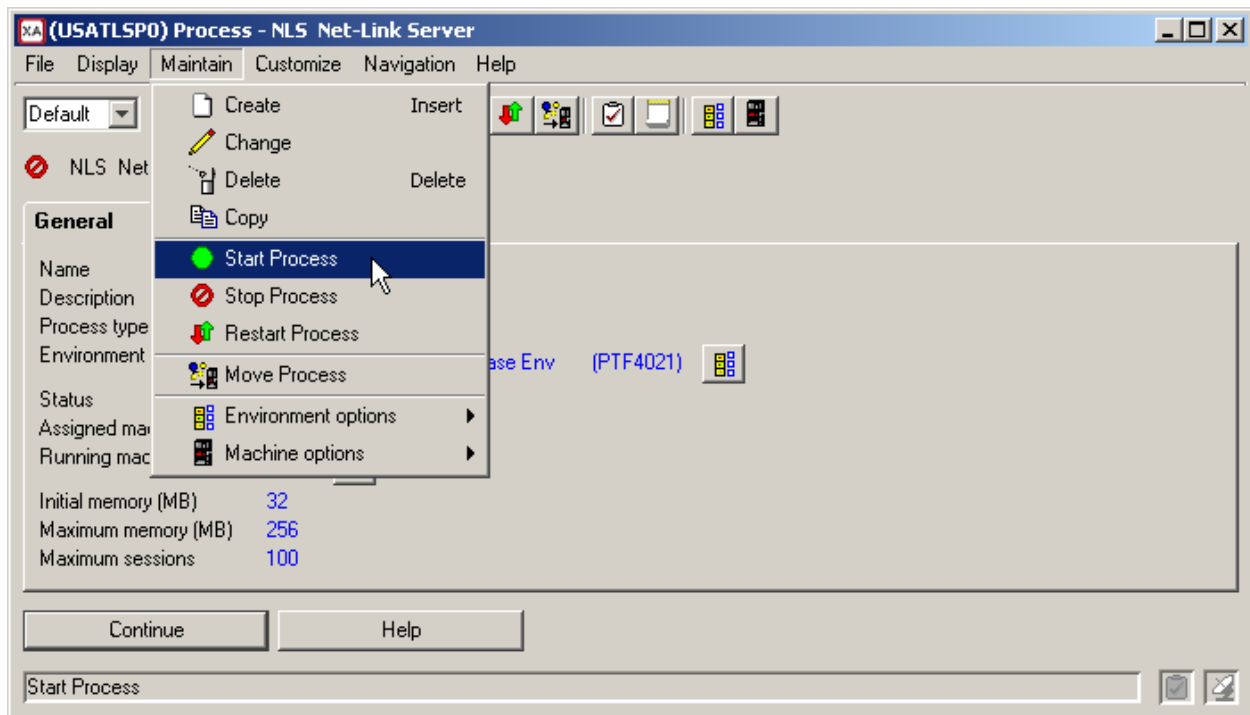 XA (USATLSP0) Process - NLS Net-Link Server
File Display Maintain Customize Navigation Help
Default
Create Insert
Change
Delete Delete
Copy
Start Process
Stop Process
Restart Process
Move Process
Environment options
Machine options
NLS Net
General
Name
Description
Process type
Environment ase Env (PTF4021)
Status
Assigned ma
Running mac
Initial memory (MB) 32
Maximum memory (MB) 256
Maximum sessions 100
Continue Help
Start Process